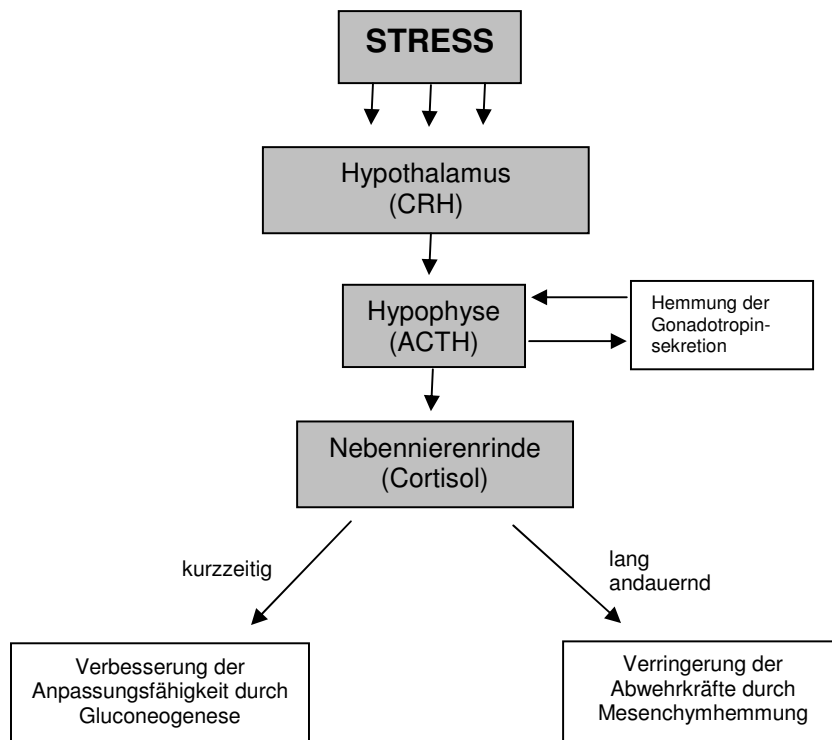 STRESS
Hypothalamus
(CRH)
Hypophyse
(ACTH)
Hemmung der
Gonadotropin-
sekretion
Nebennierenrinde
(Cortisol)
kurzzeitig
lang
andauernd
Verbesserung der
Anpassungsfähigkeit durch
Gluconeogenese
Verringerung der
Abwehrkräfte durch
Mesenchymhemmung